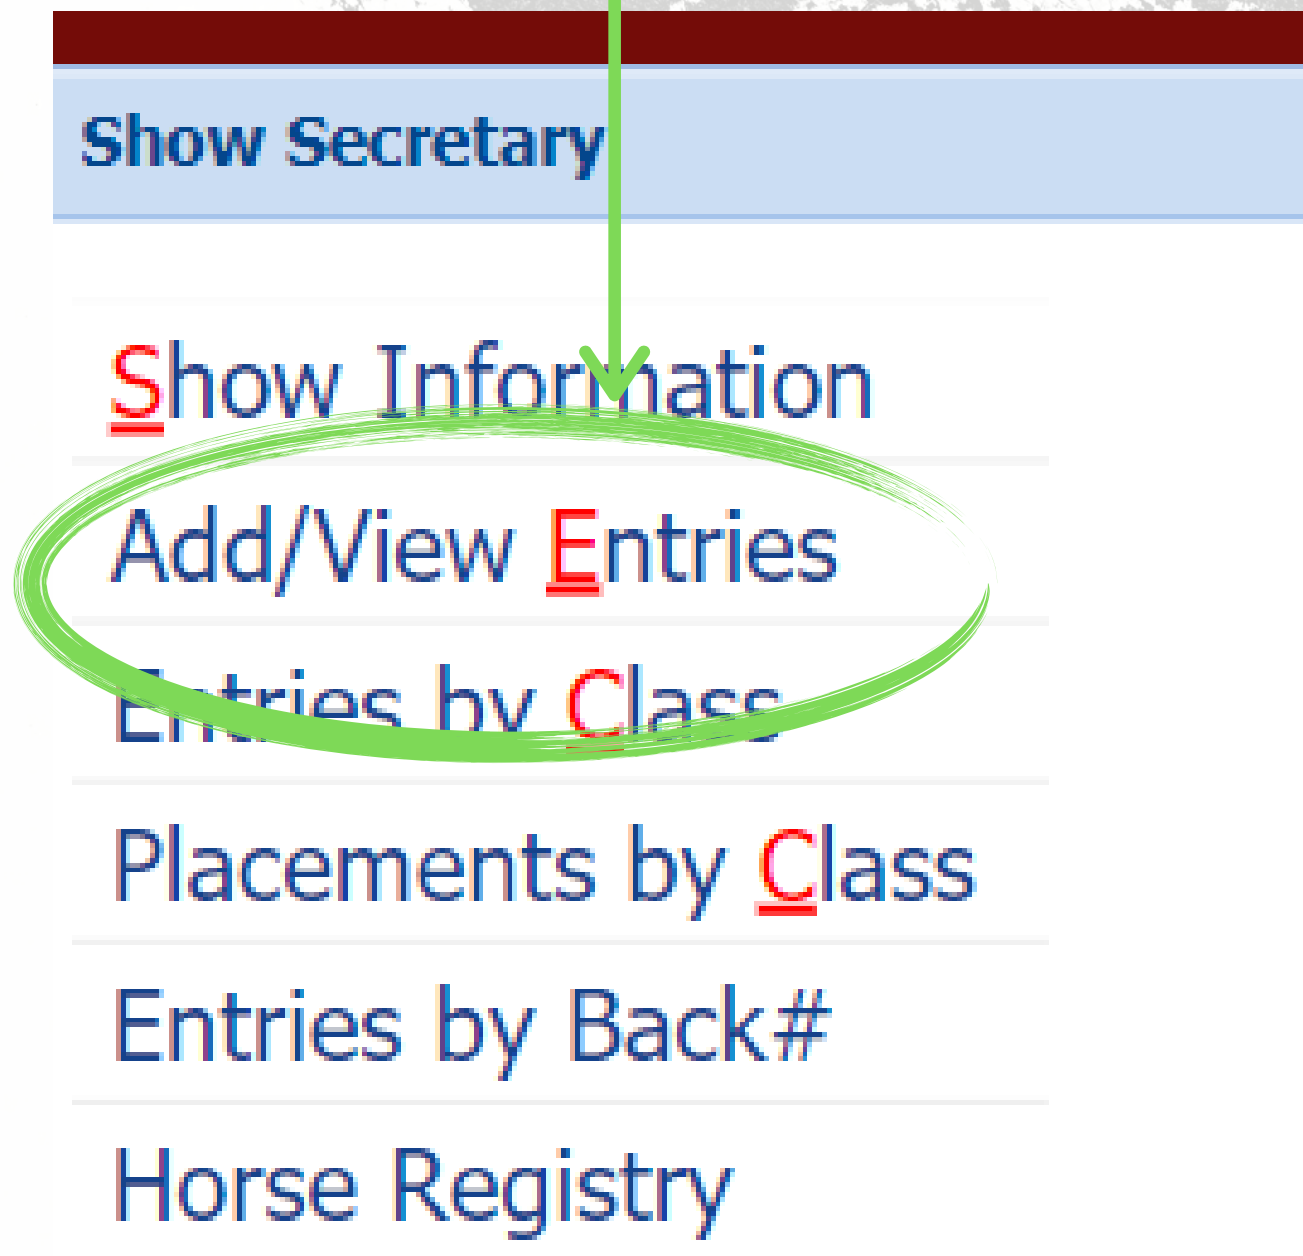 Show Secretary
Show Information
Add/View Entries
Entries by Class
Placements by Class
Entries by Back#
Horse Registry